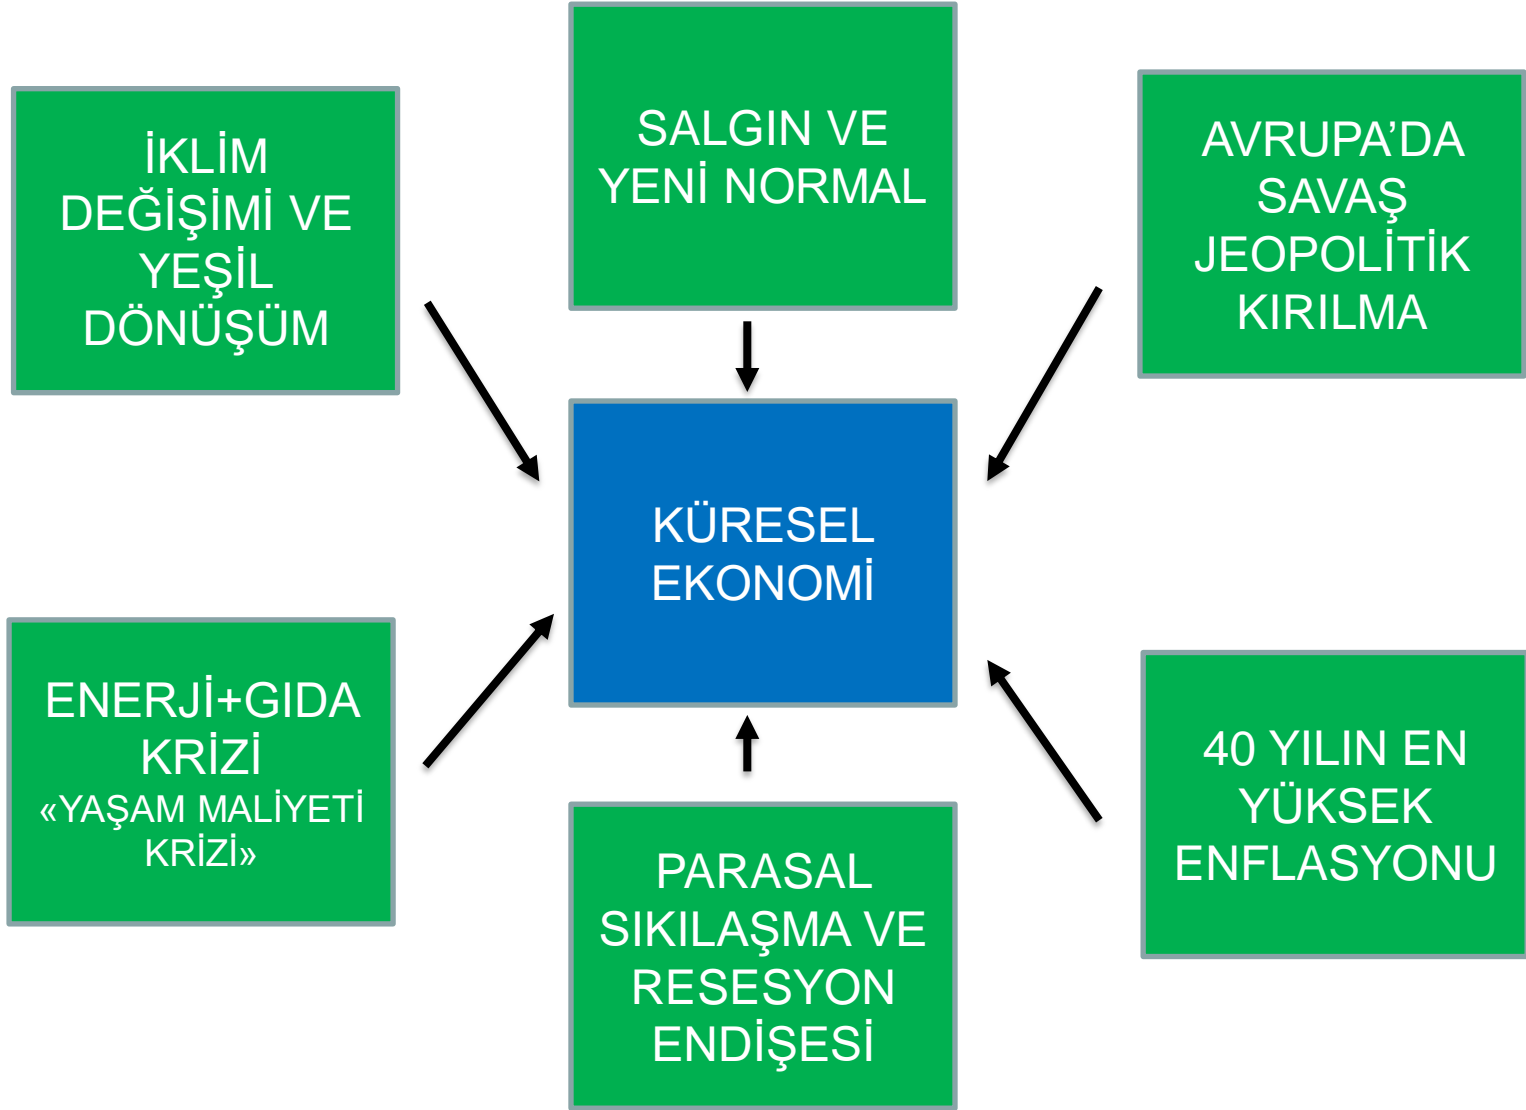 İKLİM
DEĞİŞİMİ VE
YEŞİL
DÖNÜŞÜM
SALGIN VE
YENİ NORMAL
AVRUPA’DA
SAVAŞ
JEOPOLİTİK
KIRILMA
KÜRESEL
EKONOMİ
ENERJİ+GIDA
KRİZİ
«YAŞAM MALİYETİ
KRİZİ»
PARASAL
SIKILAŞMA VE
RESESYON
ENDİŞESİ
40 YILIN EN
YÜKSEK
ENFLASYONU